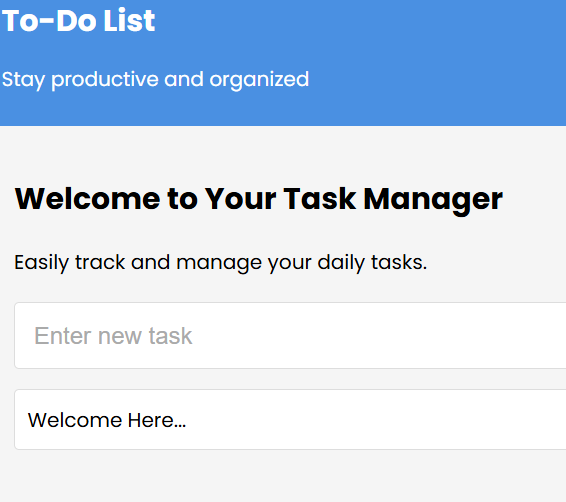 To-Do List
Stay productive and organized
Welcome to Your Task Manager
Easily track and manage your daily tasks.
Enter new task
Welcome Here...